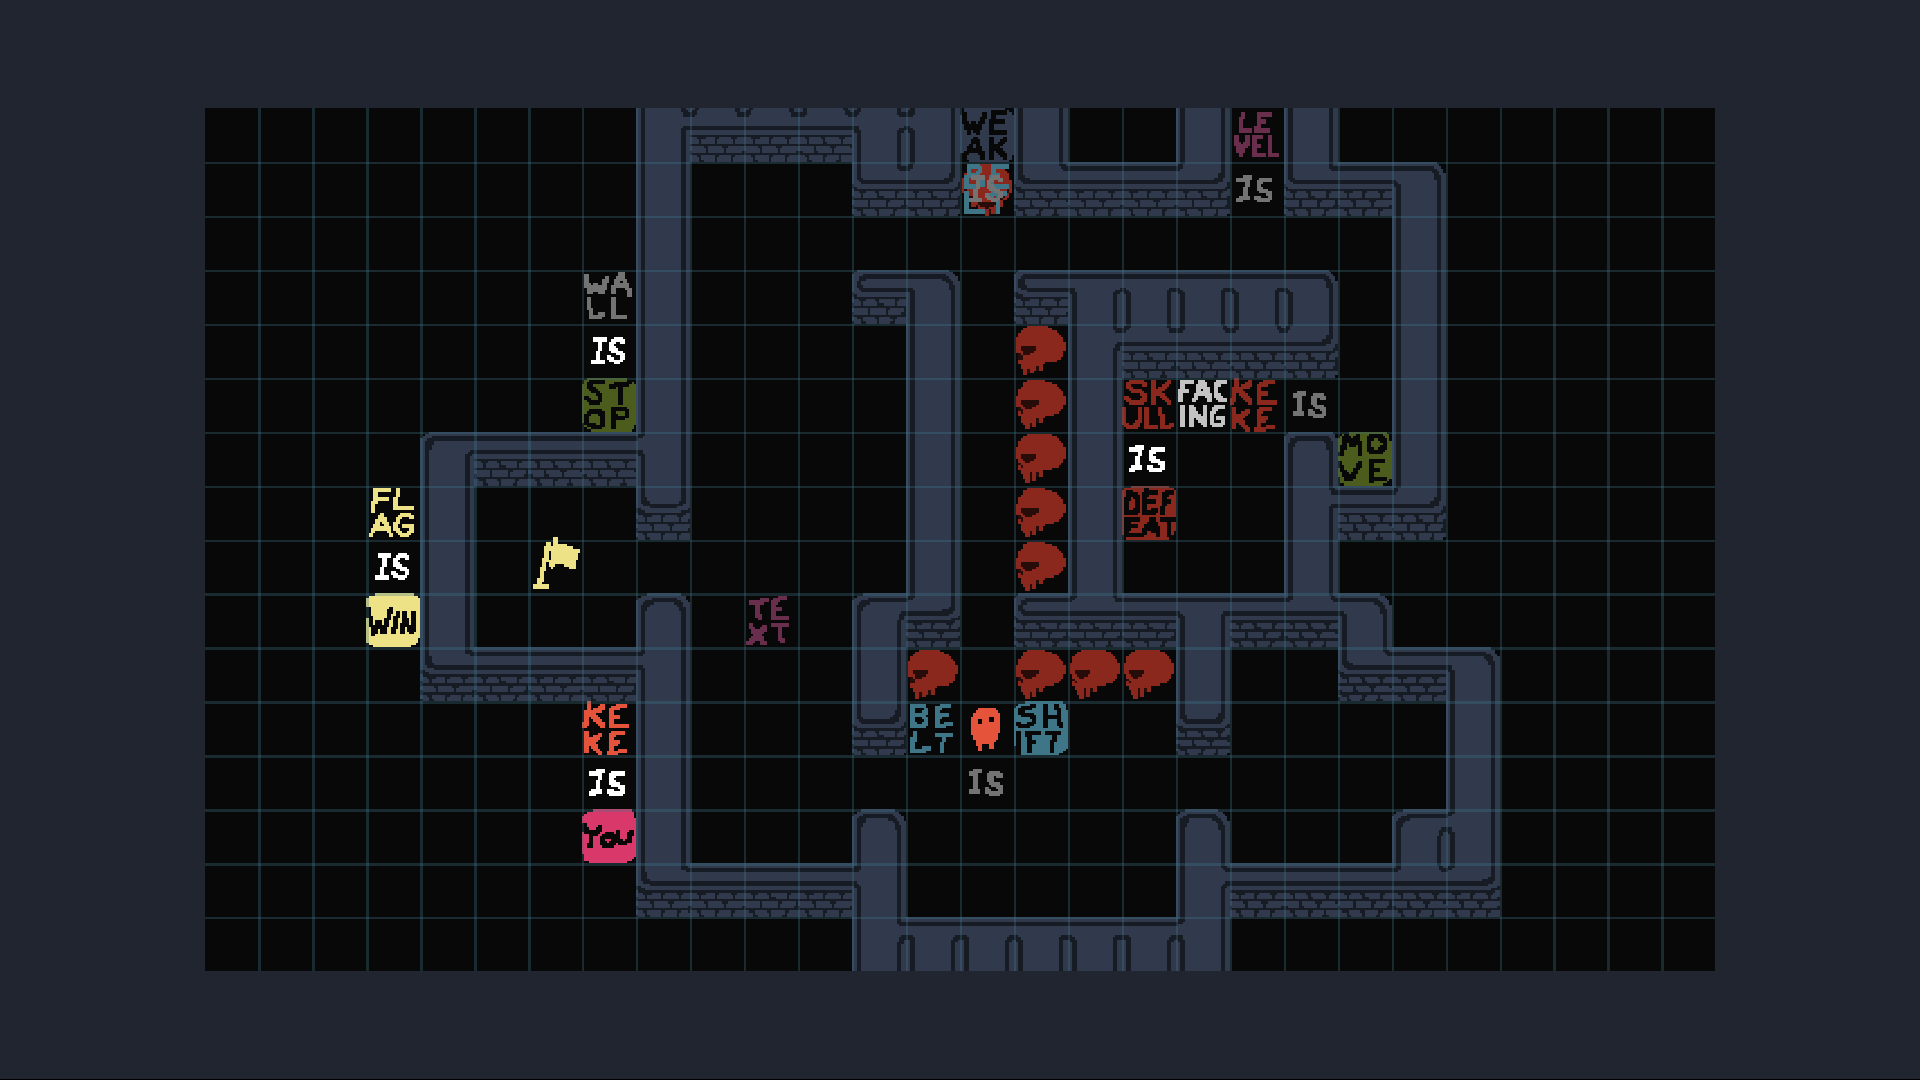 WEAK
LEVEL
BEST
IS
WALL
IS
STOP
SKULL FACING KEKE IS
IS
MOVE
FLAG
DEFEAT
IS
WIN
TEXT
KEKE
BELT
SHIFT
IS
IS
YOU